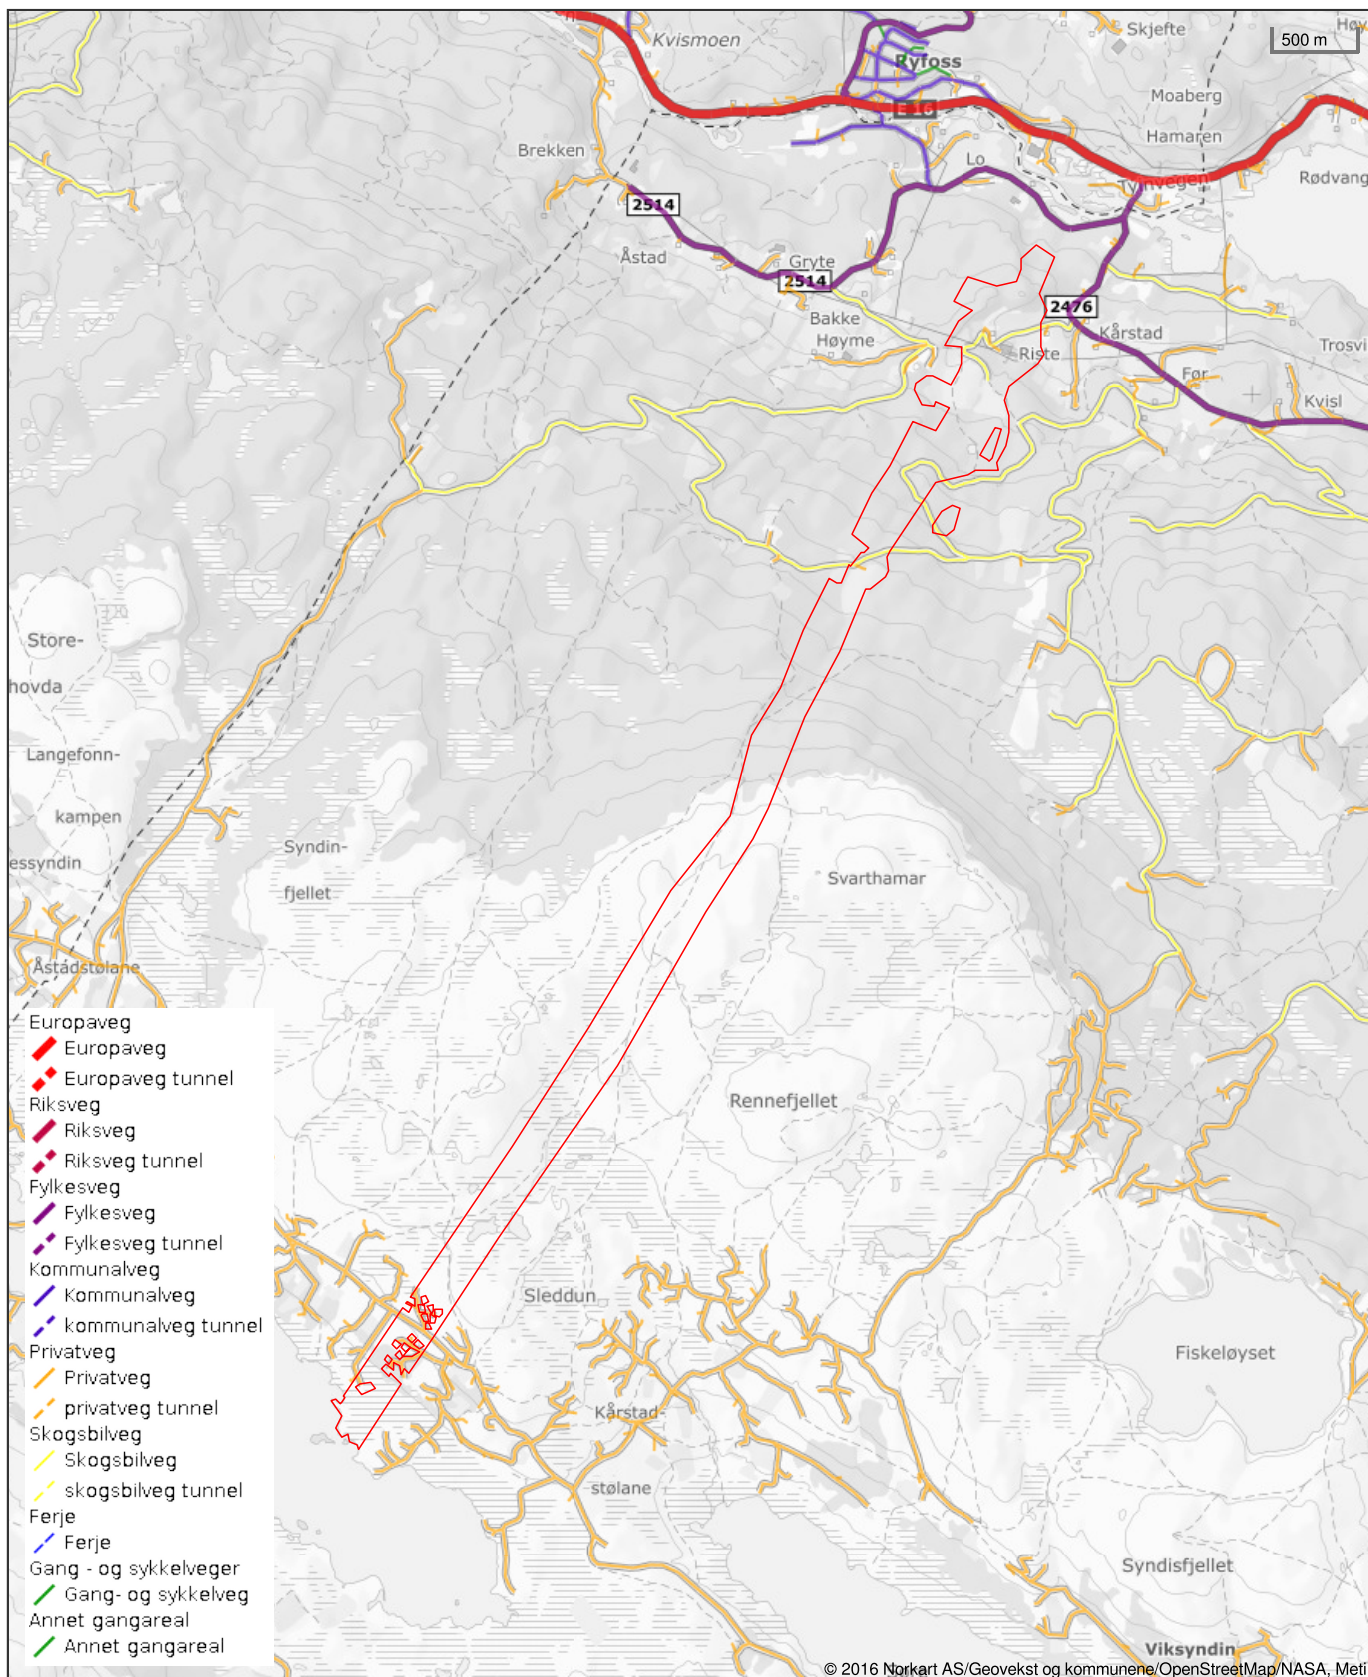 Kvismoen
Skjefte
500 m
Ryfoss
Moaberg
E 16
Hamaren
Brekken
Lo
Tyinvegen
Rødvang
2514
Åstad
Gryte
2514
2476
Bakke
Kårstad
Høyme
Riste
Trosvi
Før
Kvisl
Store-
hovda
Langefonn-
kampen
essyndin
Syndin-
fjellet
Svarthamar
Åstadstølane
Europaveg
Europaveg
Europaveg tunnel
Riksveg
Riksveg
Riksveg tunnel
Fylkesveg
Fylkesveg
Fylkesveg tunnel
Kommunalveg
Kommunalveg
kommunalveg tunnel
Privatveg
Privatveg
privatveg tunnel
Skogsbilveg
Skogsbilveg
skogsbilveg tunnel
Ferje
Ferje
Gang - og sykkelveger
Gang- og sykkelveg
Annet gangareal
Annet gangareal
Rennefjellet
Sleddun
Fiskeløyset
Kårstad-
stølane
Syndisfjellet
Viksyndin
© 2016 Norkart AS/Geovekst og kommunene/OpenStreetMap/NASA, Meti